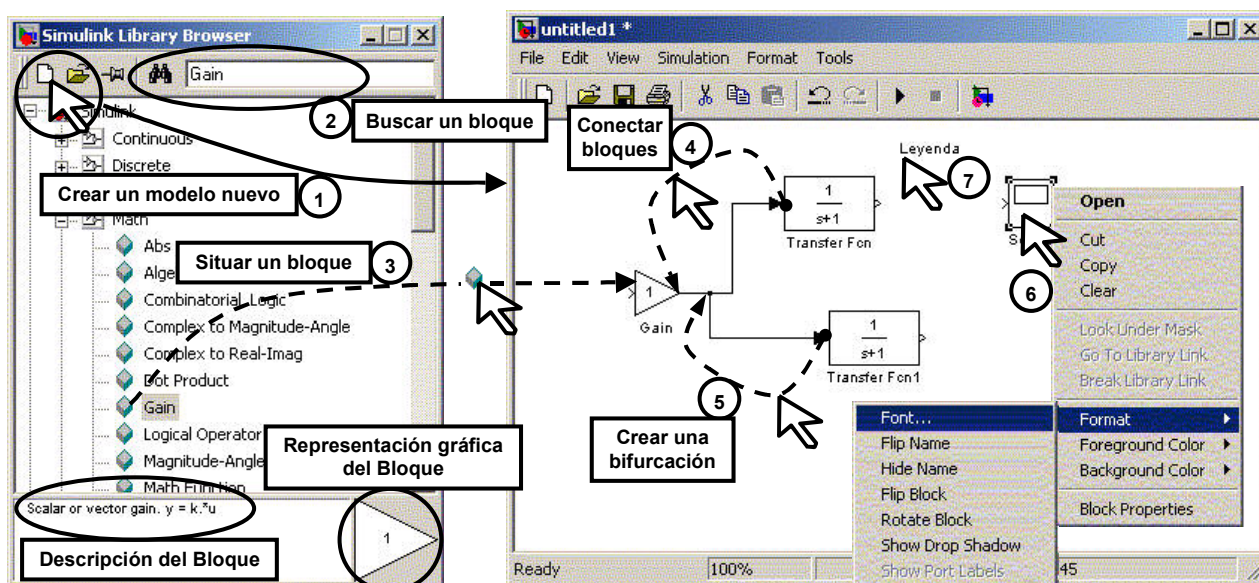 Simulink Library Browser
Gain
Simulink
Continuous
Discrete
Math
Abs
Alge
Combinatorial Logic
Complex to Magnitude-Angle
Complex to Real-Imag
Dot Product
Gain
Logical Operator
Magnitude-Angle
Math Function
Scalar or vector gain. y = k.*u
1
Crear un modelo nuevo
1
2
Buscar un bloque
Situar un bloque
3
Representación gráfica
del Bloque
Descripción del Bloque
untitled1 *
File Edit View Simulation Format Tools
Conectar
bloques
4
Leyenda
7
1
s+1
Transfer Fcn
1
Gain
1
s+1
Transfer Fcn1
5
Crear una
bifurcación
6
Open
Cut
Copy
Clear
Look Under Mask
Go To Library Link
Break Library Link
Format
Foreground Color
Background Color
Block Properties
Font...
Flip Name
Hide Name
Flip Block
Rotate Block
Show Drop Shadow
Show Port Labels
Ready
100%
45